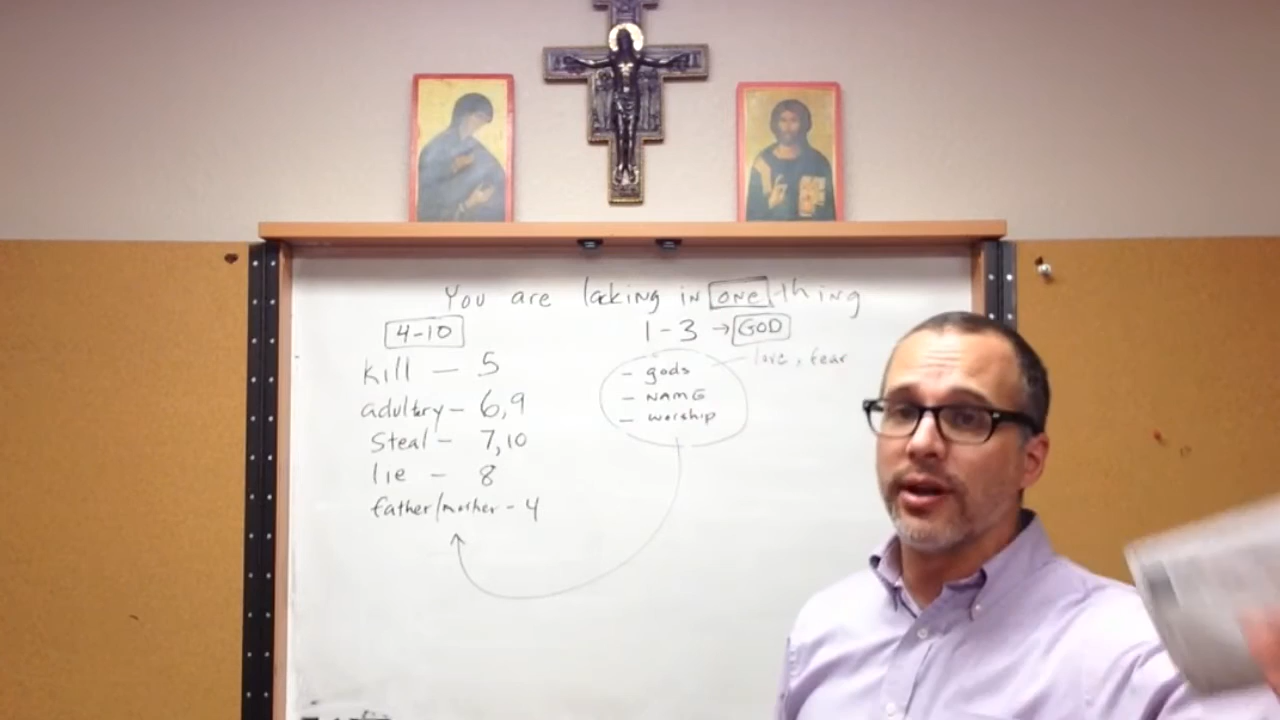 You are lacking in ONE thing
4-10
kill - 5
adultry - 6,9
Steal - 7,10
lie - 8
father/mother - 4
1-3 → GOD
love, fear
- gods
- NAME
- worship